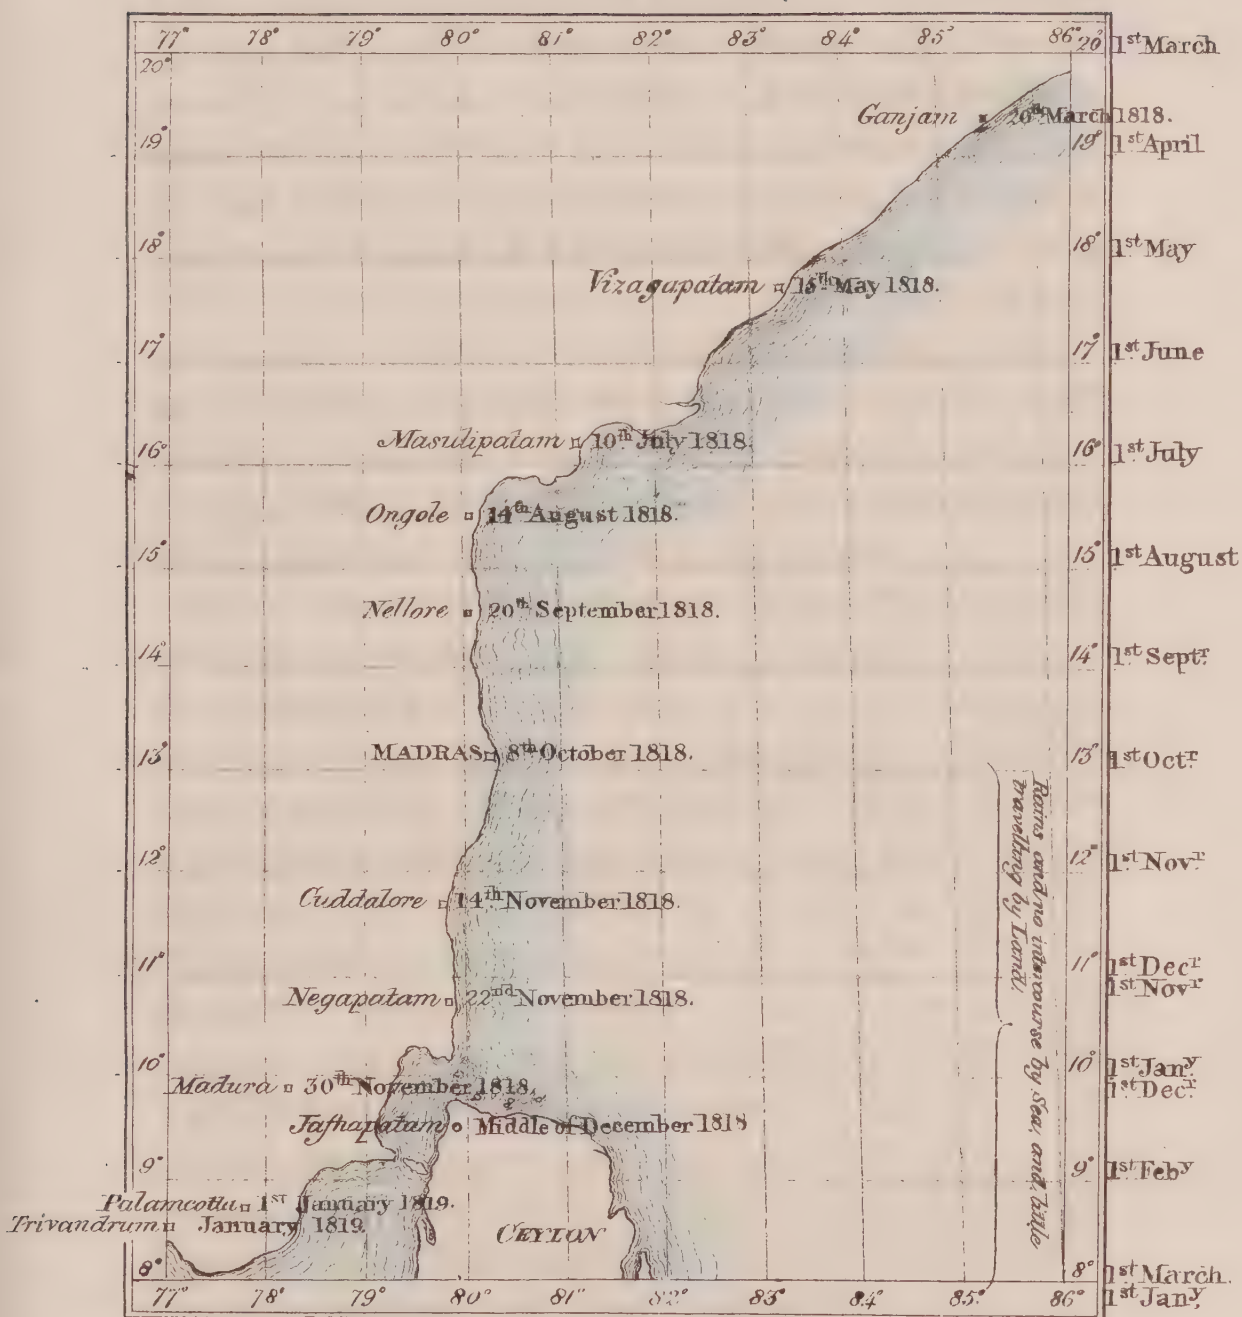 77° 78° 79° 80° 81° 82° 83° 84° 85° 86°
20° 20° 1st March
Ganjam 20th March 1818.
19° 19° 1st April
18° 18° 1st May
Vizagapatam 15th May 1818.
17° 17° 1st June
Masulipatam 10th July 1818.
16° 16° 1st July
Ongole 14th August 1818.
15° 15° 1st August
Nellore 20th September 1818.
14° 14° 1st Septr.
MADRAS 8th October 1818.
13° 13° 1st Octr.
Rains and no intercourse by Sea and little
travelling by Land.
12° 12° 1st Novr.
Cuddalore 14th November 1818.
11° 11° 1st Decr.
1st Novr.
Negapatam 22nd November 1818.
10° 10° 1st Jany.
1st Decr.
Madura 30th November 1818.
Jafnapatam Middle of December 1818
9° 9° 1st Feby
Palamcotta 1st January 1819.
Trivandrum January 1819.
CEYLON
8° 8° 1st March.
1st Jany.
77° 78° 79° 80° 81° 82° 83° 84° 85° 86°